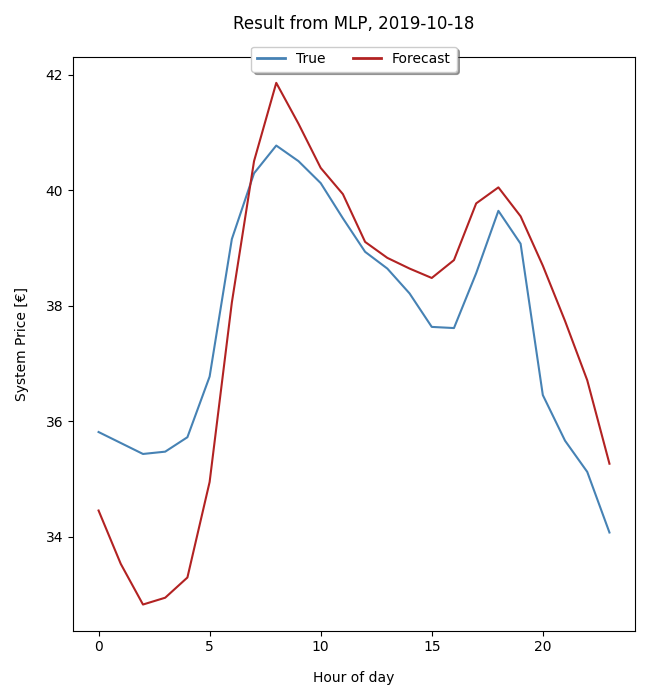 Result from MLP, 2019-10-18
True Forecast
42
40
38
36
34
System Price [€]
0 5 10 15 20
Hour of day